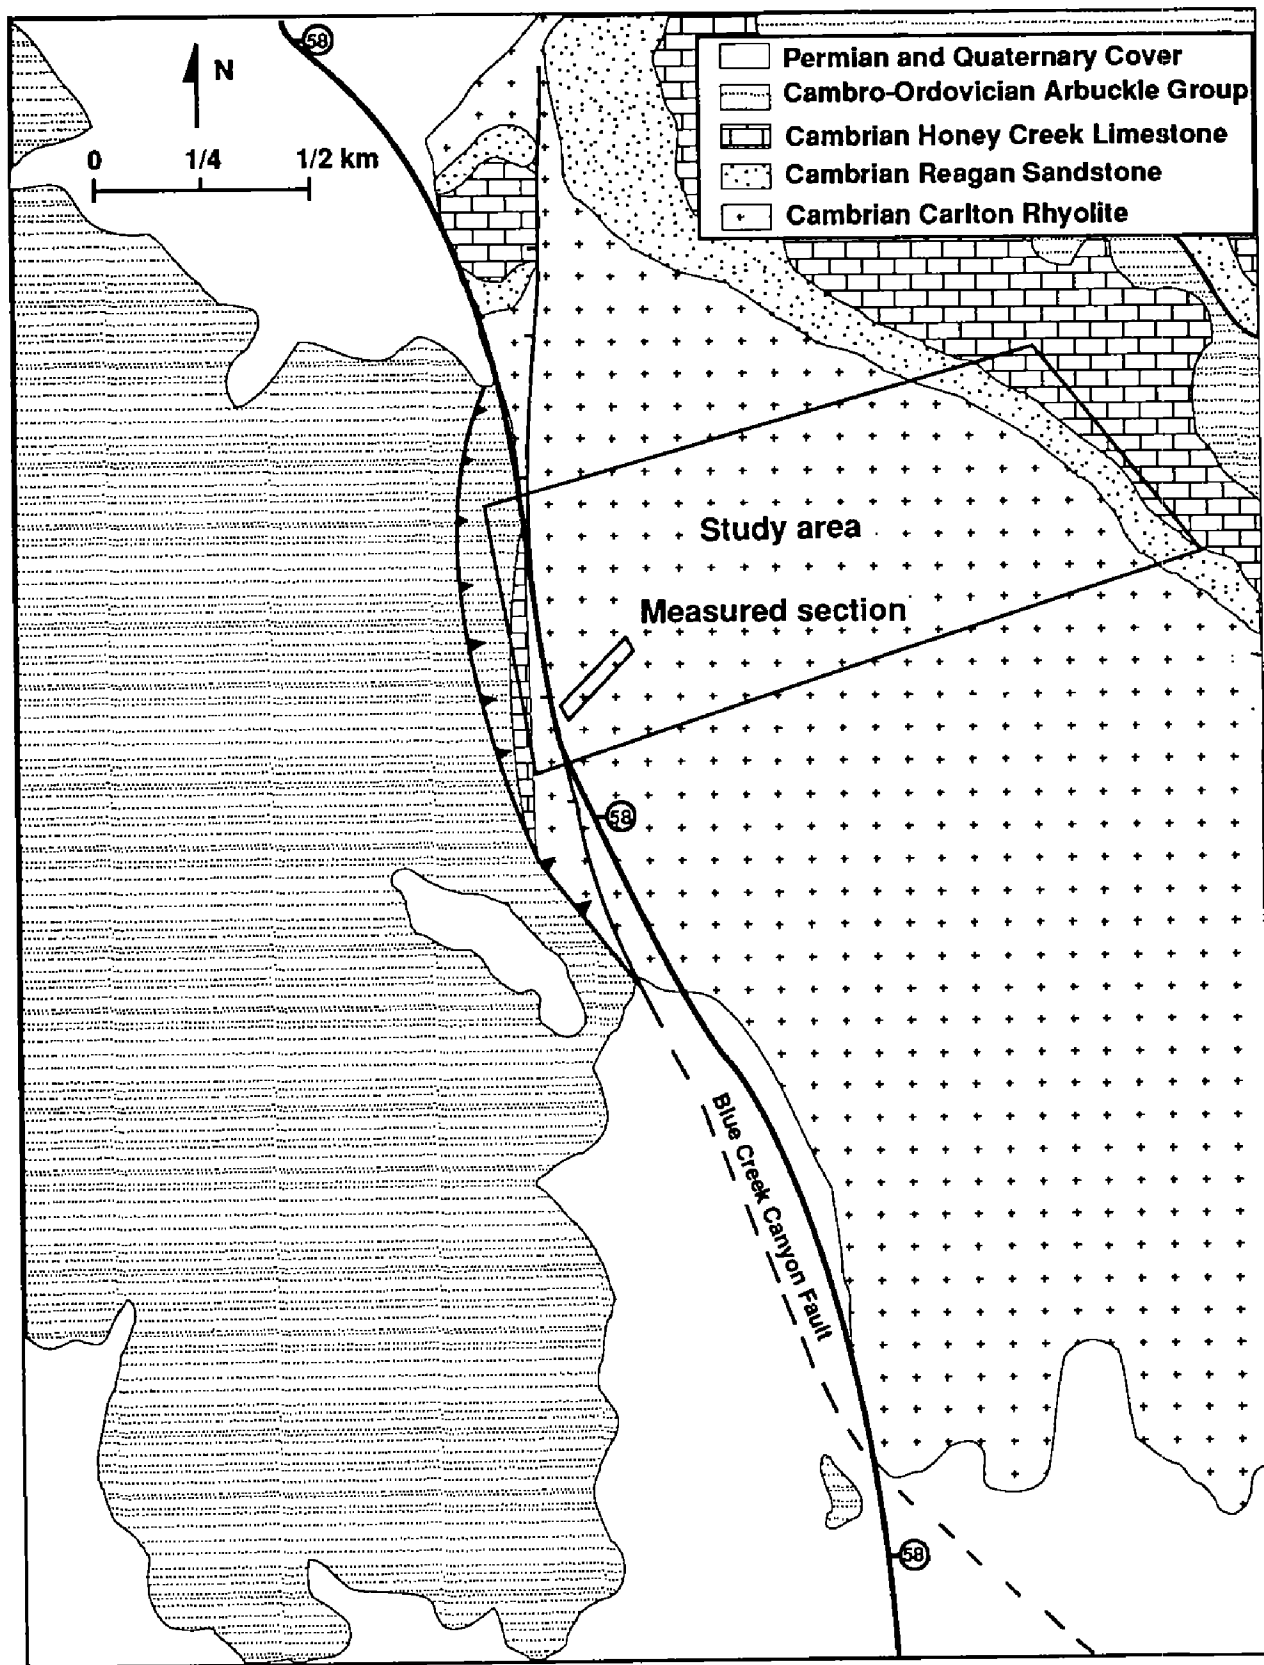 58
N
0 1/4 1/2 km
Permian and Quaternary Cover
Cambro-Ordovician Arbuckle Group
Cambrian Honey Creek Limestone
Cambrian Reagan Sandstone
Cambrian Carlton Rhyolite
Study area
Measured section
58
Blue Creek Canyon Fault
58